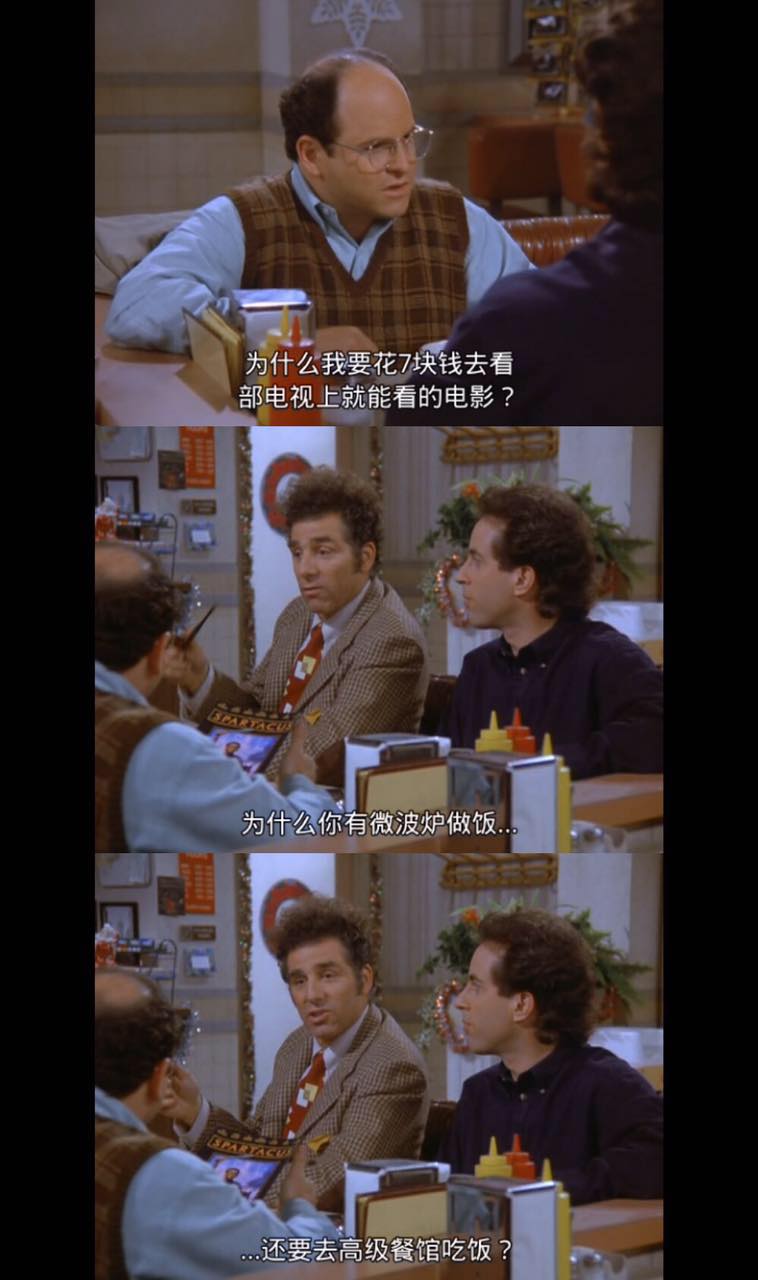 为什么我要花7块钱去看
部电视上就能看的电影？
SPARTACUS
为什么你有微波炉做饭...
SPARTACUS
...还要去高级餐馆吃饭？